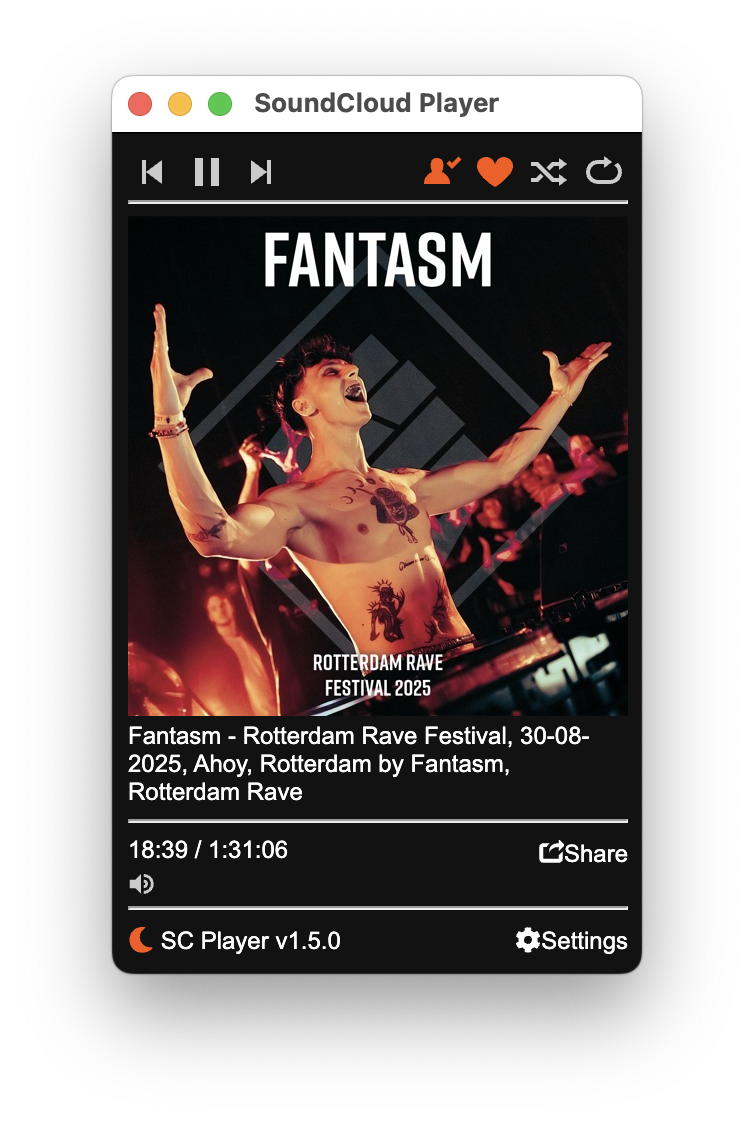 SoundCloud Player
FANTASM
ROTTERDAM RAVE
FESTIVAL 2025
Fantasm - Rotterdam Rave Festival, 30-08-
2025, Ahoy, Rotterdam by Fantasm,
Rotterdam Rave
18:39 / 1:31:06
Share
SC Player v1.5.0
Settings